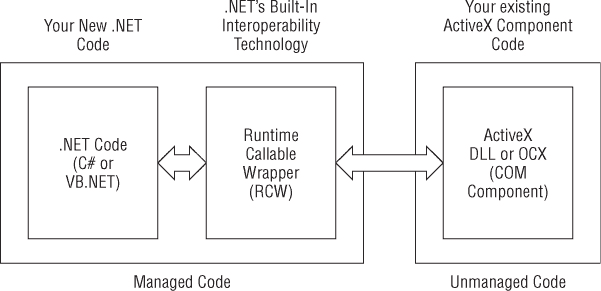 Your New .NET
Code
.NET's Built-In
Interoperability
Technology
Your existing
ActiveX Component
Code
.NET Code
(C# or
VB.NET)
Runtime
Callable
Wrapper
(RCW)
ActiveX
DLL or OCX
(COM
Component)
Managed Code
Unmanaged Code